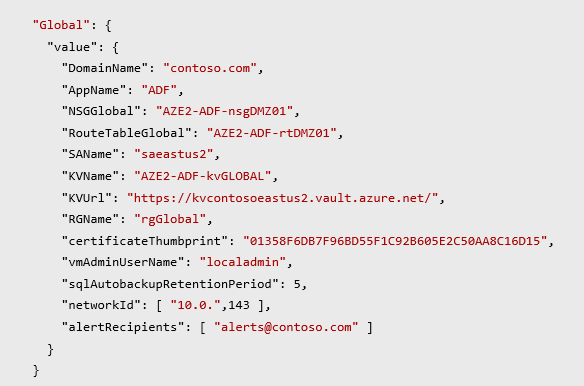 "Global": {
"value": {
"DomainName": "contoso.com",
"AppName": "ADF",
"NSGGlobal": "AZE2-ADF-nsgDMZ01",
"RouteTableGlobal": "AZE2-ADF-rtDMZ01",
"SAName": "saeastus2",
"KVName": "AZE2-ADF-kvGLOBAL",
"KVUrl": "https://kvcontosoeastus2.vault.azure.net/",
"RGName": "rgGlobal",
"certificateThumbprint": "01358F6DB7F96BD55F1C92B605E2C50AA8C16D15",
"vmAdminUserName": "localadmin",
"sqlAutobackupRetentionPeriod": 5,
"networkId": [ "10.0.",143 ],
"alertRecipients": [ "alerts@contoso.com" ]
}
}